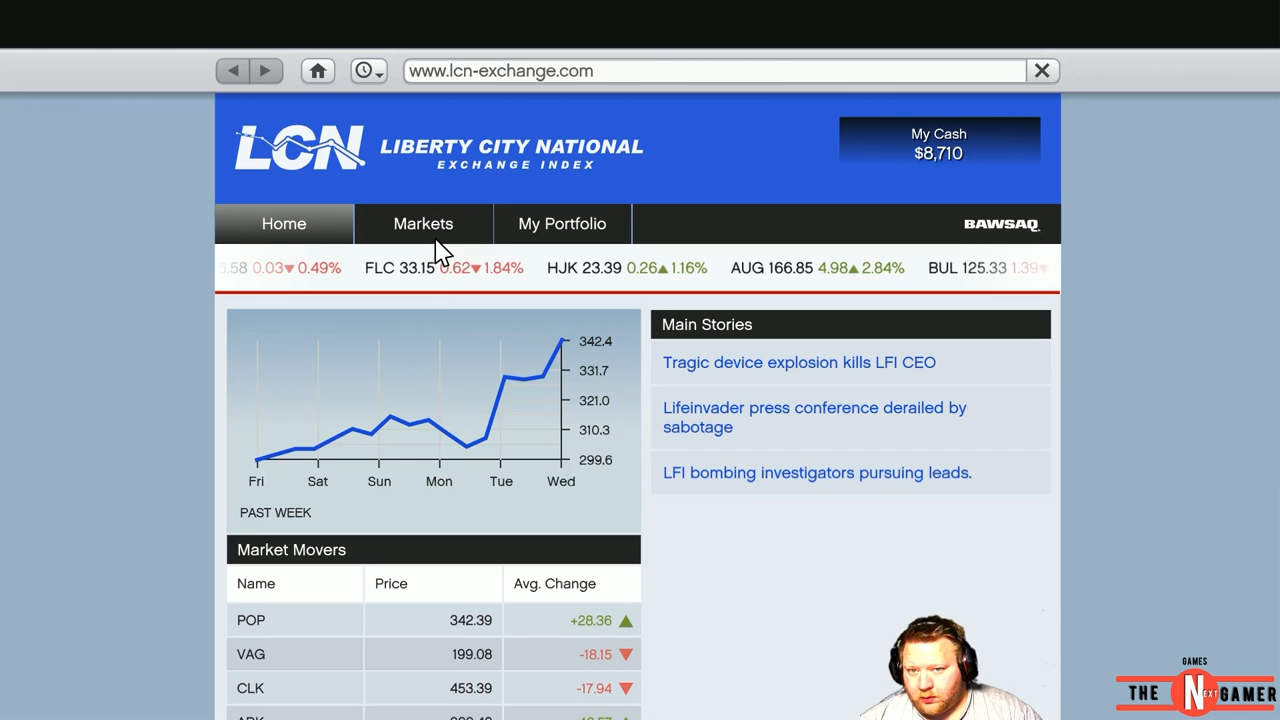 www.lcn-exchange.com
LCN LIBERTY CITY NATIONAL
EXCHANGE INDEX
My Cash
$8,710
Home Markets My Portfolio BAWSAQ
.58 0.03▼ 0.49% FLC 33.15 0.62▼ 1.84% HJK 23.39 0.26▲ 1.16% AUG 166.85 4.98▲ 2.84% BUL 125.33 1.39▼
342.4
331.7
321.0
310.3
299.6
Fri Sat Sun Mon Tue Wed
PAST WEEK
Main Stories
Tragic device explosion kills LFI CEO
Lifeinvader press conference derailed by
sabotage
LFI bombing investigators pursuing leads.
Market Movers
Name Price Avg. Change
POP 342.39 +28.36 ▲
VAG 199.08 -18.15 ▼
CLK 453.39 -17.94 ▼
GAMES
THE NEXT GAMER